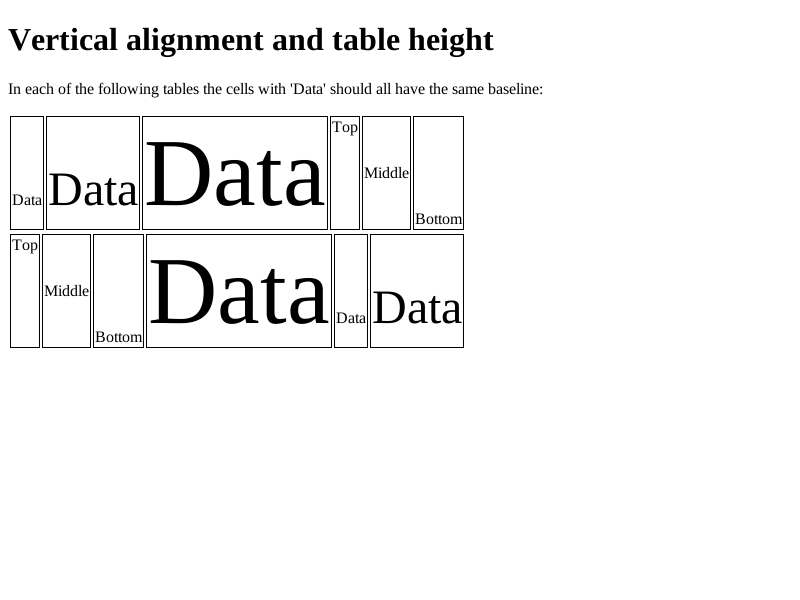 Vertical alignment and table height
In each of the following tables the cells with 'Data' should all have the same baseline:
Data Data Data Top Middle Bottom
Top Middle Bottom Data Data Data